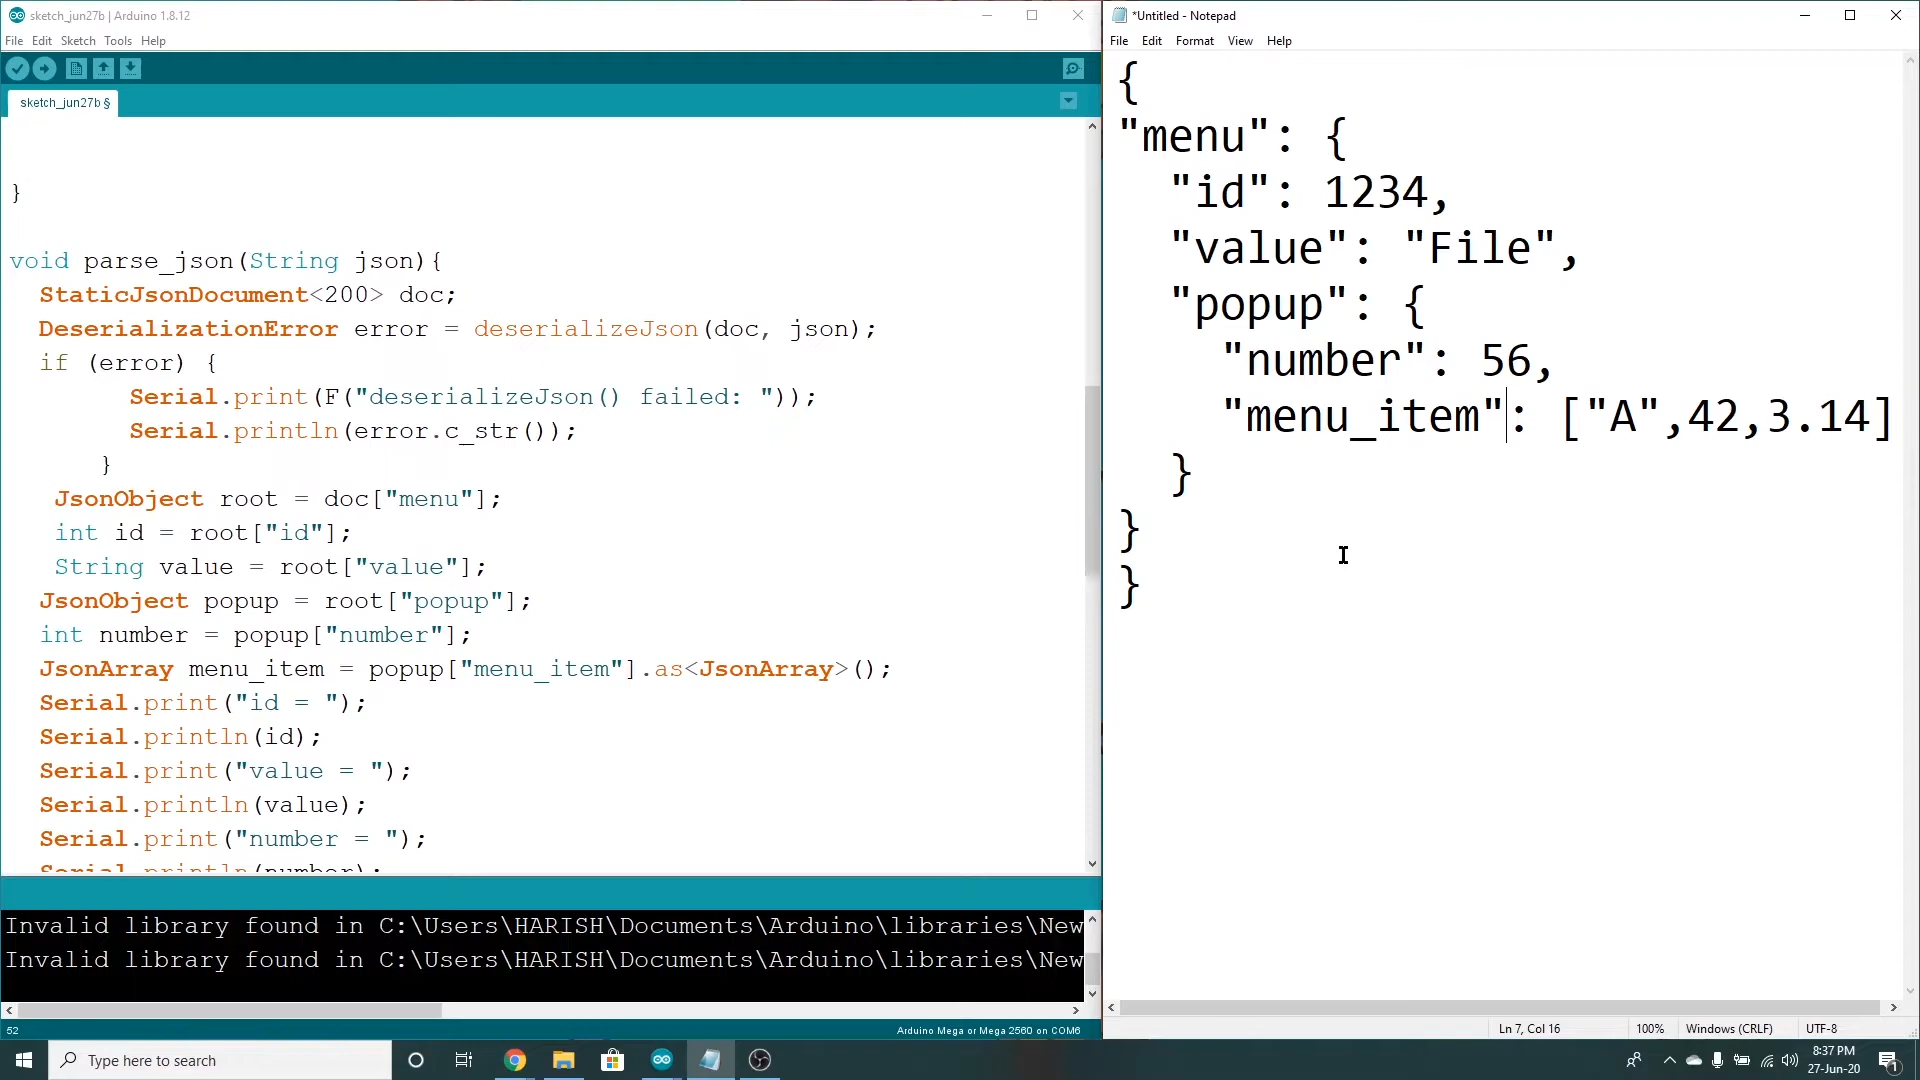 sketch_jun27b | Arduino 1.8.12
File Edit Sketch Tools Help
sketch_jun27b §
}
void parse_json(String json){
StaticJsonDocument<200> doc;
DeserializationError error = deserializeJson(doc, json);
if (error) {
Serial.print(F("deserializeJson() failed: "));
Serial.println(error.c_str());
}
JsonObject root = doc["menu"];
int id = root["id"];
String value = root["value"];
JsonObject popup = root["popup"];
int number = popup["number"];
JsonArray menu_item = popup["menu_item"].as<JsonArray>();
Serial.print("id = ");
Serial.println(id);
Serial.print("value = ");
Serial.println(value);
Serial.print("number = ");
Serial.println(number);
Invalid library found in C:\Users\HARISH\Documents\Arduino\libraries\New
Invalid library found in C:\Users\HARISH\Documents\Arduino\libraries\New
52
Arduino Mega or Mega 2560 on COM6
*Untitled - Notepad
File Edit Format View Help
{
"menu": {
"id": 1234,
"value": "File",
"popup": {
"number": 56,
"menu_item": ["A",42,3.14]
}
}
}
Ln 7, Col 16
100%
Windows (CRLF)
UTF-8
Type here to search
8:37 PM
27-Jun-20
1